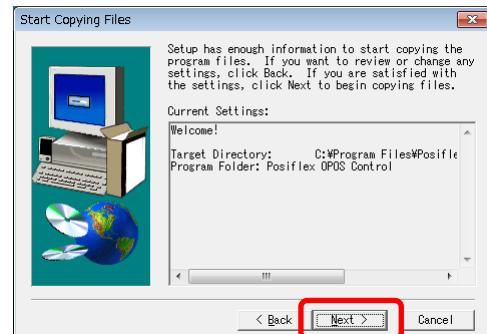 Start Copying Files
Setup has enough information to start copying the
program files. If you want to review or change any
settings, click Back. If you are satisfied with
the settings, click Next to begin copying files.
Current Settings:
Welcome!
Target Directory: C:¥Program Files¥Posifle
Program Folder: Posiflex OPOS Control
< Back Next > Cancel